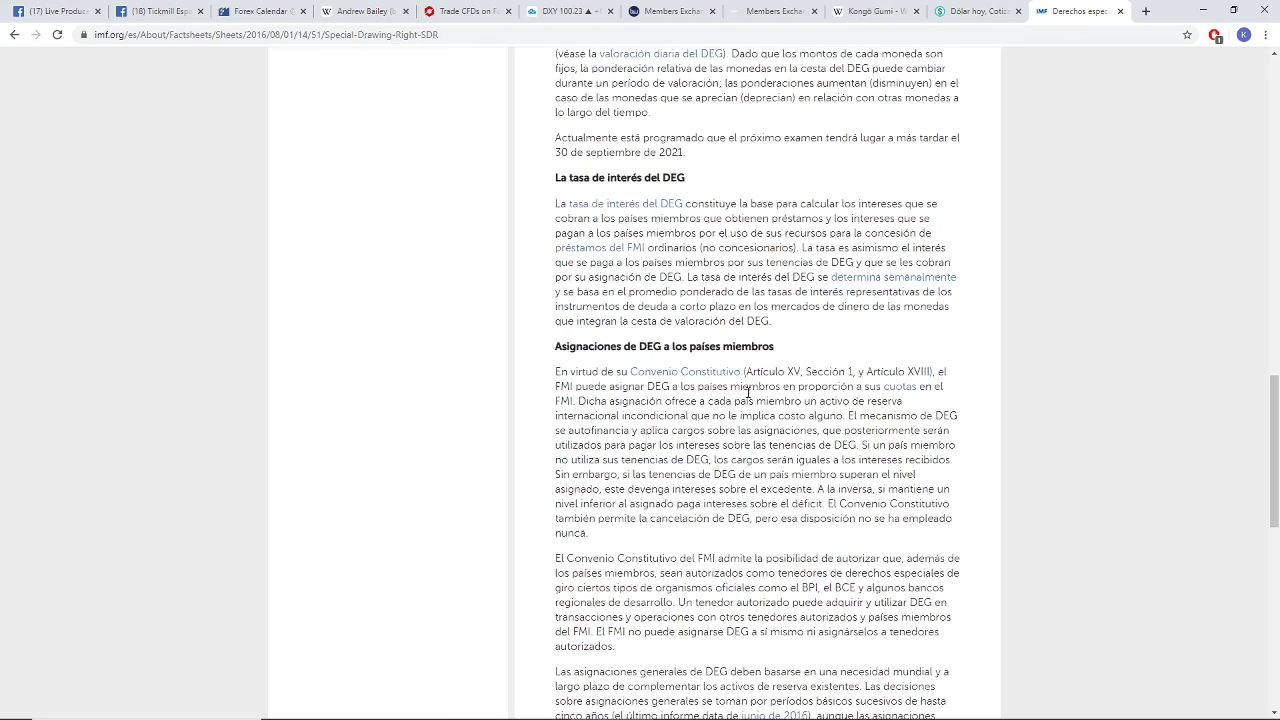 (17) Live Produc
(18) Tickmill Esp
Forex Calendar (
Andrew Bailey (b
Trade CFDs on F
DXY 100.23 ▲ +
Members Exchar
Members Exchan
Kongō Gumi - W
Dólar hoy, Cotiza
IMF Derechos espec
imf.org/es/About/Factsheets/Sheets/2016/08/01/14/51/Special-Drawing-Right-SDR
1
K
(véase la valoración diaria del DEG). Dado que los montos de cada moneda son
fijos, la ponderación relativa de las monedas en la cesta del DEG puede cambiar
durante un período de valoración; las ponderaciones aumentan (disminuyen) en el
caso de las monedas que se aprecian (deprecian) en relación con otras monedas a
lo largo del tiempo.
Actualmente está programado que el próximo examen tendrá lugar a más tardar el
30 de septiembre de 2021.
La tasa de interés del DEG
La tasa de interés del DEG constituye la base para calcular los intereses que se
cobran a los países miembros que obtienen préstamos y los intereses que se
pagan a los países miembros por el uso de sus recursos para la concesión de
préstamos del FMI ordinarios (no concesionarios). La tasa es asimismo el interés
que se paga a los países miembros por sus tenencias de DEG y que se les cobran
por su asignación de DEG. La tasa de interés del DEG se determina semanalmente
y se basa en el promedio ponderado de las tasas de interés representativas de los
instrumentos de deuda a corto plazo en los mercados de dinero de las monedas
que integran la cesta de valoración del DEG.
Asignaciones de DEG a los países miembros
En virtud de su Convenio Constitutivo (Artículo XV, Sección 1, y Artículo XVIII), el
FMI puede asignar DEG a los países miembros en proporción a sus cuotas en el
FMI. Dicha asignación ofrece a cada país miembro un activo de reserva
internacional incondicional que no le implica costo alguno. El mecanismo de DEG
se autofinancia y aplica cargos sobre las asignaciones, que posteriormente serán
utilizados para pagar los intereses sobre las tenencias de DEG. Si un país miembro
no utiliza sus tenencias de DEG, los cargos serán iguales a los intereses recibidos.
Sin embargo, si las tenencias de DEG de un país miembro superan el nivel
asignado, este devenga intereses sobre el excedente. A la inversa, si mantiene un
nivel inferior al asignado paga intereses sobre el déficit. El Convenio Constitutivo
también permite la cancelación de DEG, pero esa disposición no se ha empleado
nunca.
El Convenio Constitutivo del FMI admite la posibilidad de autorizar que, además de
los países miembros, sean autorizados como tenedores de derechos especiales de
giro ciertos tipos de organismos oficiales como el BPI, el BCE y algunos bancos
regionales de desarrollo. Un tenedor autorizado puede adquirir y utilizar DEG en
transacciones y operaciones con otros tenedores autorizados y países miembros
del FMI. El FMI no puede asignarse DEG a sí mismo ni asignárselos a tenedores
autorizados.
Las asignaciones generales de DEG deben basarse en una necesidad mundial y a
largo plazo de complementar los activos de reserva existentes. Las decisiones
sobre asignaciones generales se toman por períodos básicos sucesivos de hasta
cinco años (el último informe data de junio de 2016), aunque las asignaciones